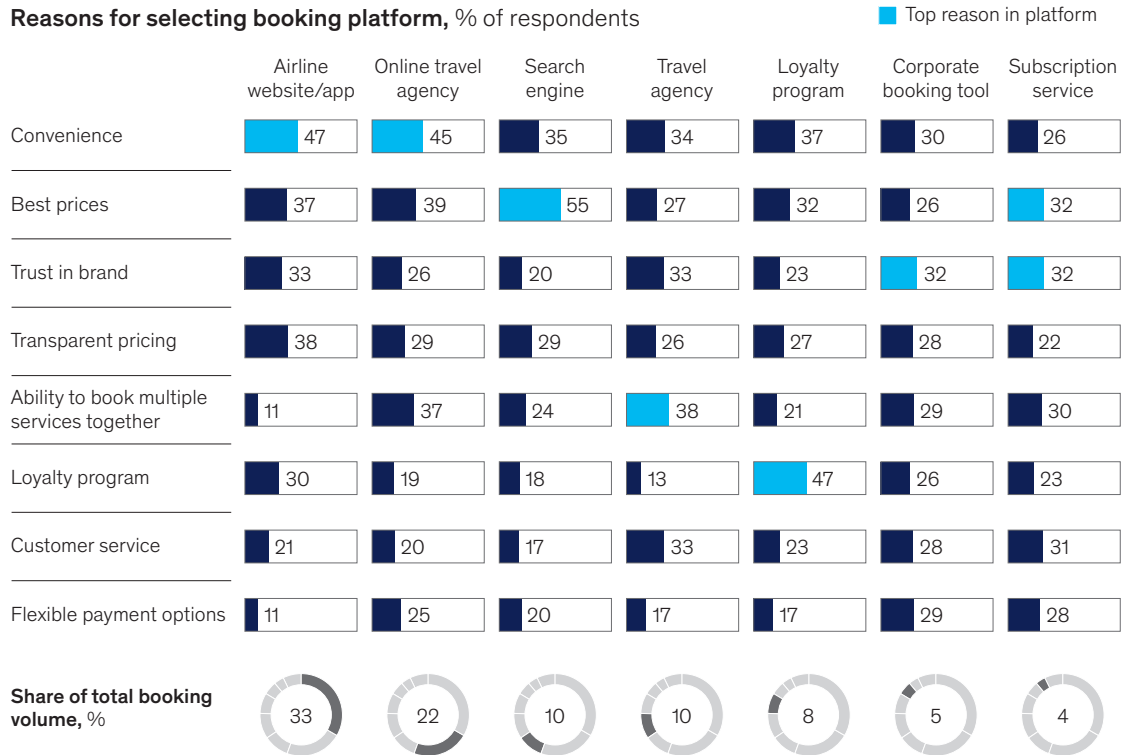 Reasons for selecting booking platform, % of respondents
Top reason in platform
Airline website/app
Online travel agency
Search engine
Travel agency
Loyalty program
Corporate booking tool
Subscription service
Convenience 47 45 35 34 37 30 26
Best prices 37 39 55 27 32 26 32
Trust in brand 33 26 20 33 23 32 32
Transparent pricing 38 29 29 26 27 28 22
Ability to book multiple
services together 11 37 24 38 21 29 30
Loyalty program 30 19 18 13 47 26 23
Customer service 21 20 17 33 23 28 31
Flexible payment options 11 25 20 17 17 29 28
Share of total booking
volume, % 33 22 10 10 8 5 4